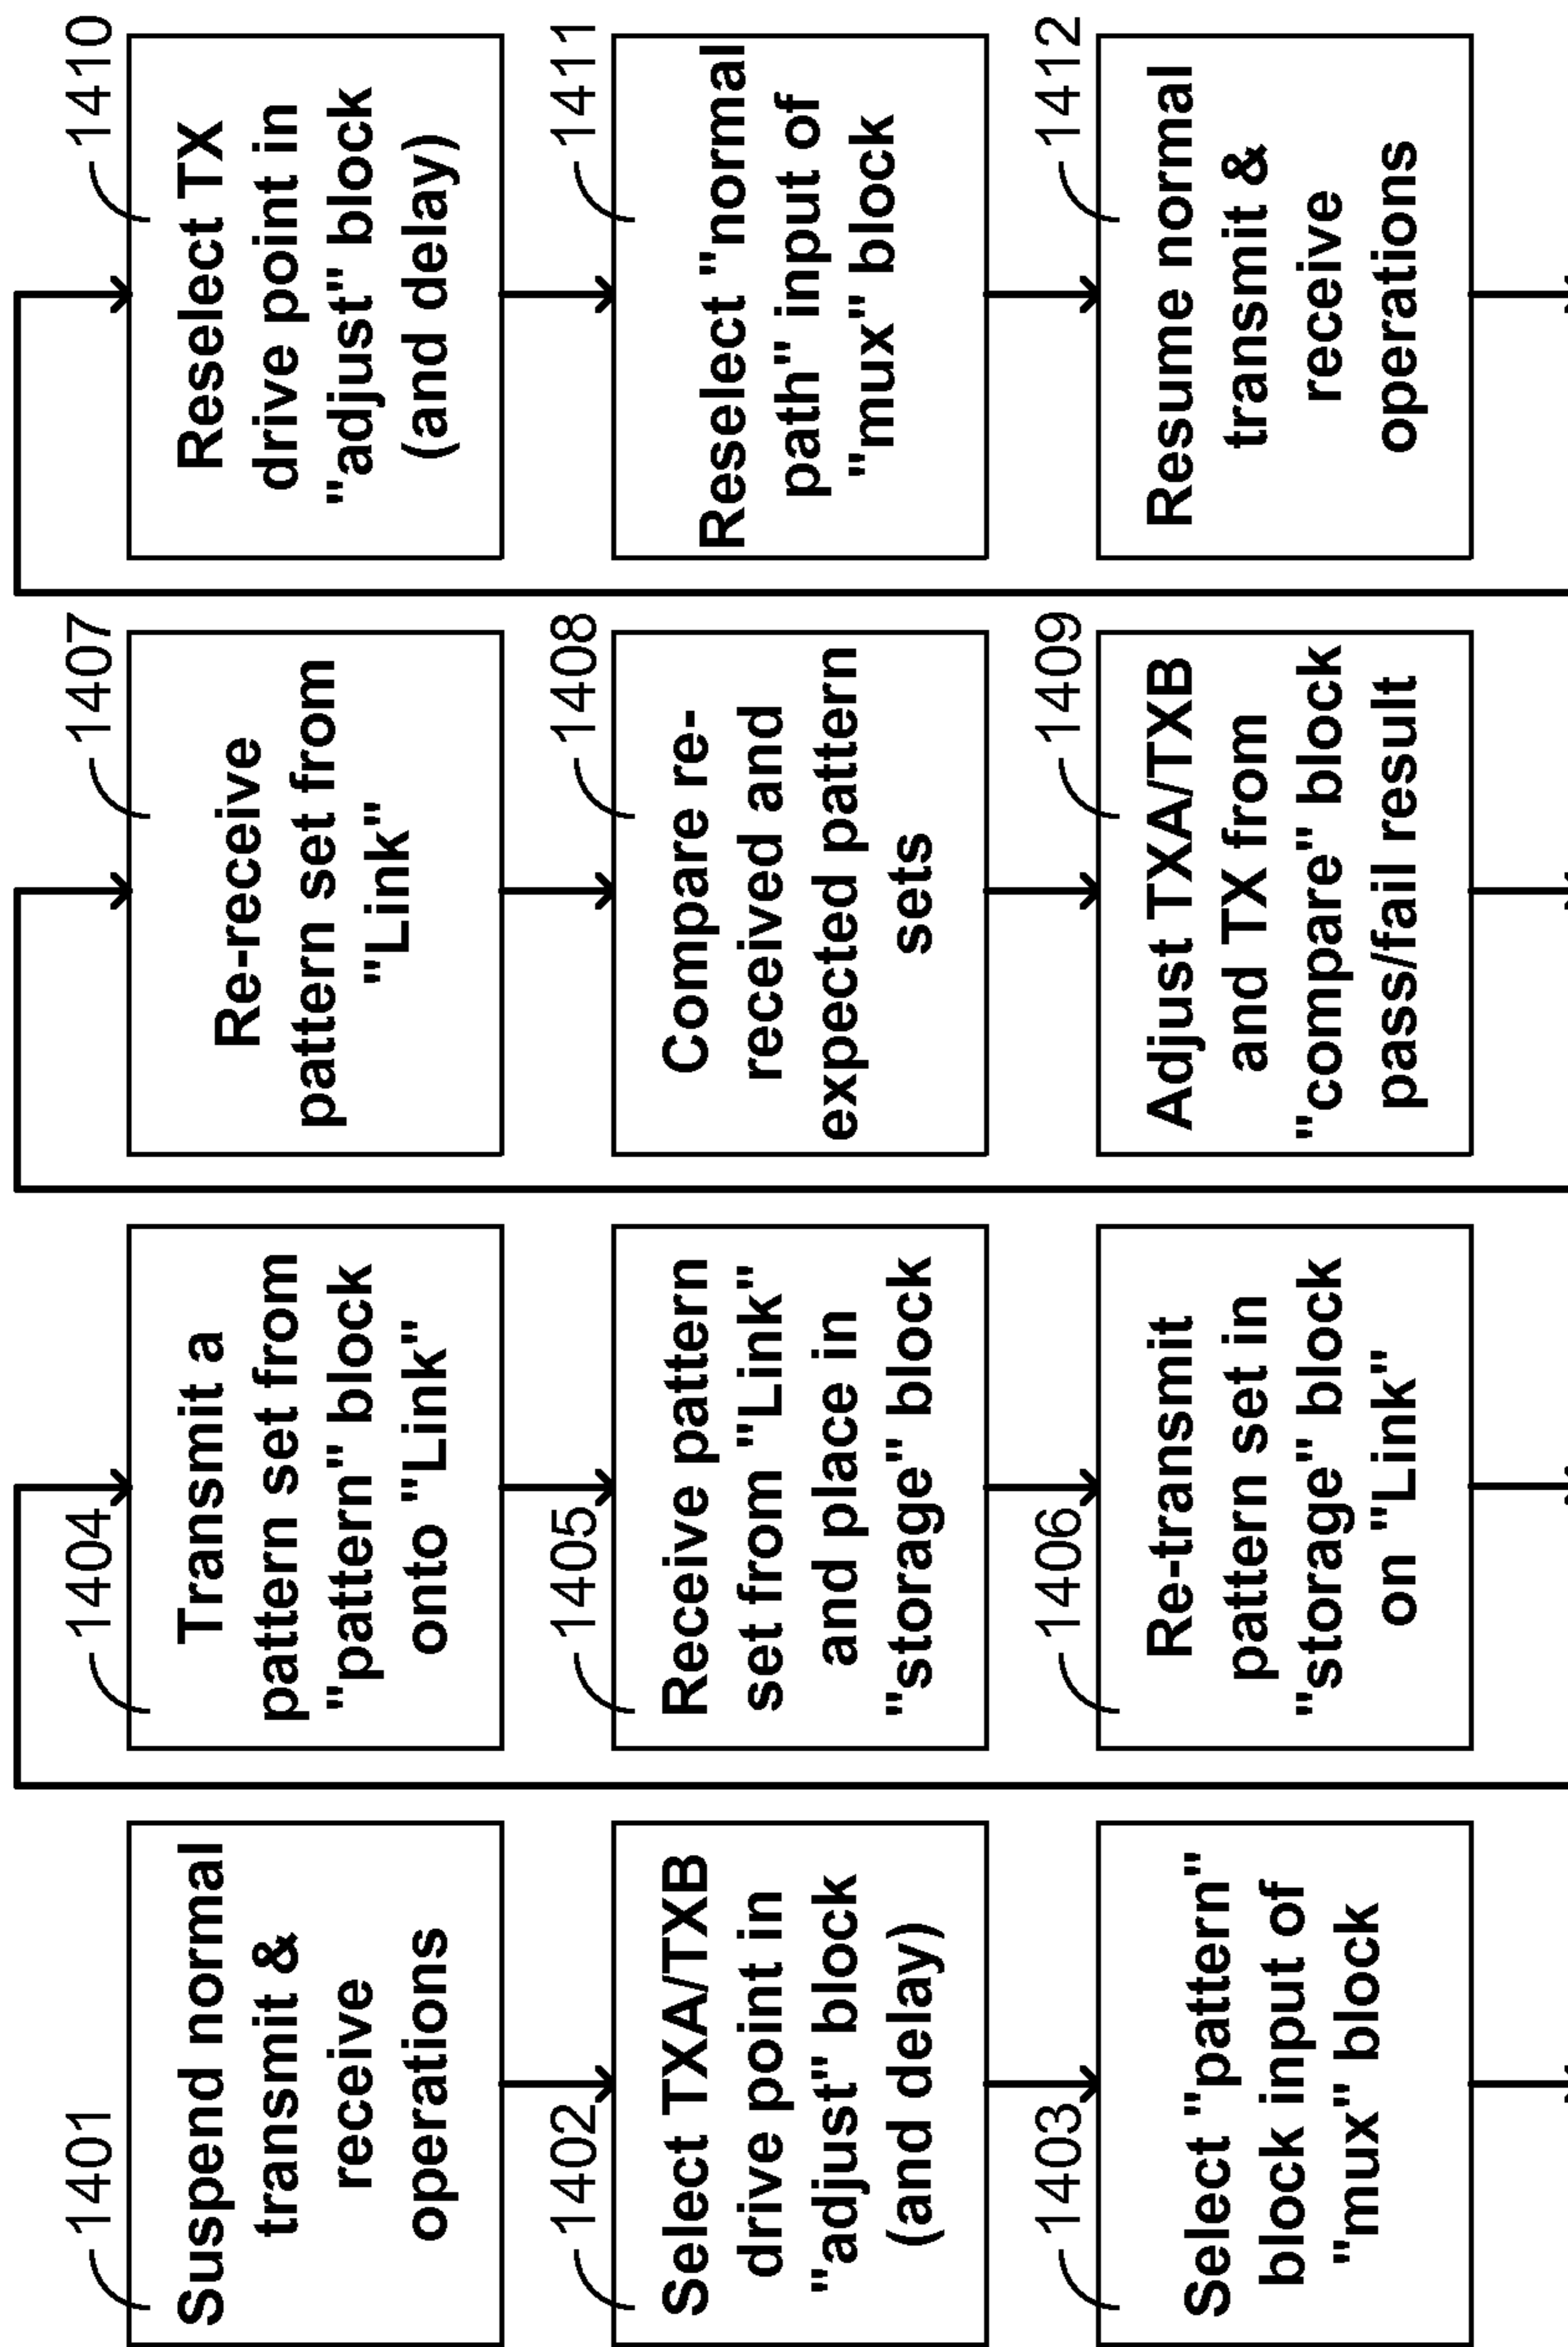 1401
Suspend normal
transmit &
receive
operations
1402
Select TXA/TXB
drive point in
"adjust" block
(and delay)
1403
Select "pattern"
block input of
"mux" block
1404
Transmit a
pattern set from
"pattern" block
onto "Link"
1405
Receive pattern
set from "Link"
and place in
"storage" block
1406
Re-transmit
pattern set in
"storage" block
on "Link"
1407
Re-receive
pattern set from
"Link"
1408
Compare re-
received and
expected pattern
sets
1409
Adjust TXA/TXB
and TX from
"compare" block
pass/fail result
1410
Reselect TX
drive point in
"adjust" block
(and delay)
1411
Reselect "normal
path" input of
"mux" block
1412
Resume normal
transmit &
receive
operations